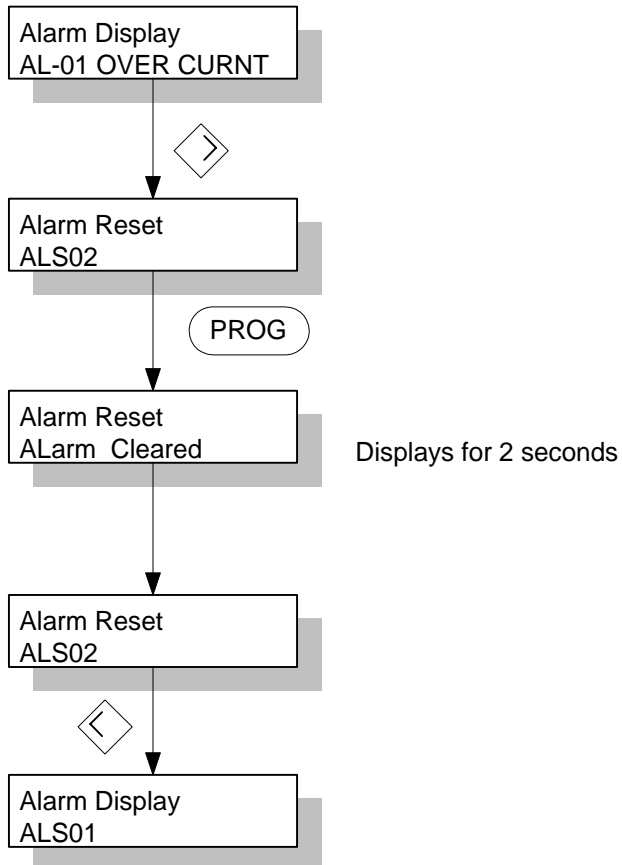 Alarm Display
AL-01 OVER CURNT
Alarm Reset
ALS02
PROG
Alarm Reset
ALarm  Cleared
Displays for 2 seconds
Alarm Reset
ALS02
Alarm Display
ALS01